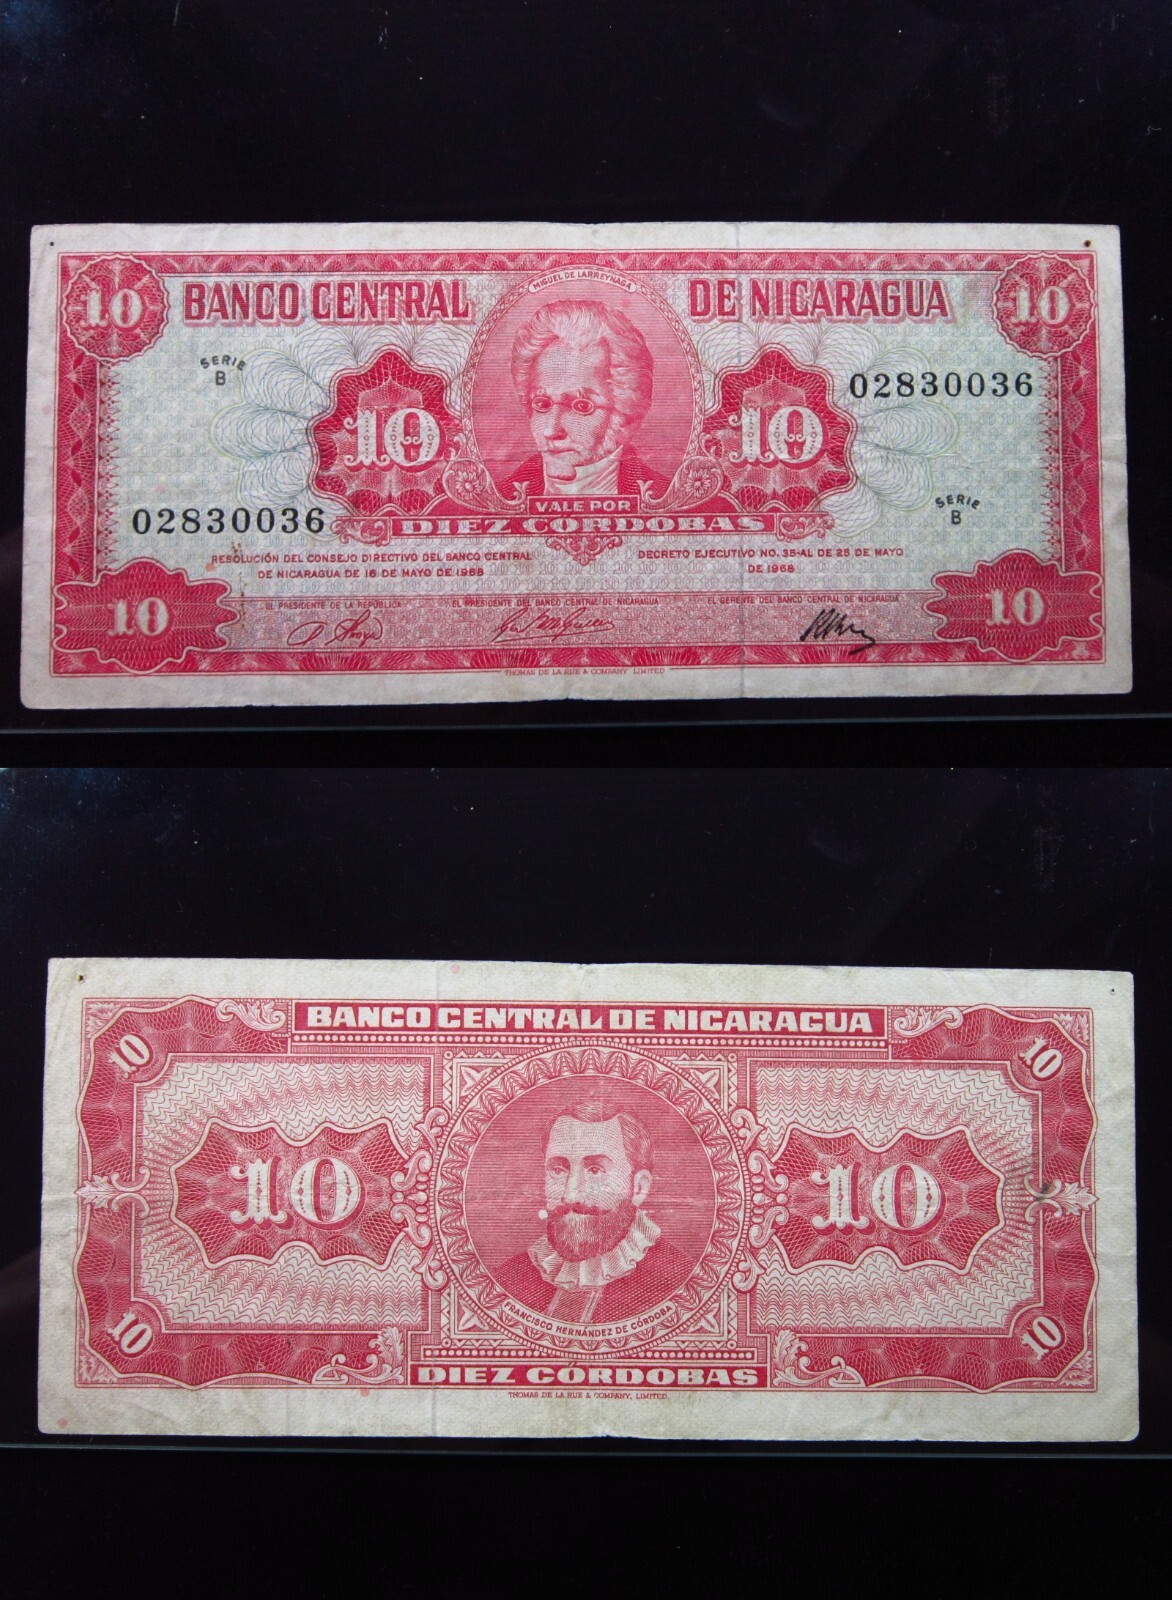 10
BANCO CENTRAL
MIGUEL DE LARREYNAGA
DE NICARAGUA
10
SERIE
B
02830036
10
10
02830036
SERIE
B
VALE POR
DIEZ CÓRDOBAS
RESOLUCIÓN DEL CONSEJO DIRECTIVO DEL BANCO CENTRAL
DE NICARAGUA DE 16 DE MAYO DE 1968
DECRETO EJECUTIVO NO. 35-AL DE 25 DE MAYO
DE 1968
10
EL PRESIDENTE DE LA REPÚBLICA
EL PRESIDENTE DEL BANCO CENTRAL DE NICARAGUA
EL GERENTE DEL BANCO CENTRAL DE NICARAGUA
10
THOMAS DE LA RUE & COMPANY, LIMITED
BANCO CENTRAL DE NICARAGUA
10
10
10
10
FRANCISCO HERNÁNDEZ DE CÓRDOBA
10
10
DIEZ CÓRDOBAS
THOMAS DE LA RUE & COMPANY, LIMITED.